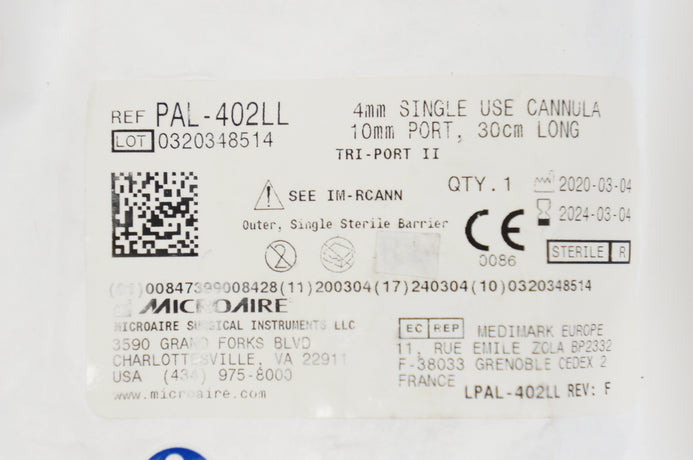 REF PAL-402LL
LOT 0320348514
4mm SINGLE USE CANNULA
10mm PORT, 30cm LONG
TRI-PORT II
SEE IM-RCANN
QTY.1
2020-03-04
2024-03-04
Outer, Single Sterile Barrier
CE
0086
STERILE R
(01)00847399008428(11)200304(17)240304(10)0320348514
MICROAIRE
MICROAIRE SURGICAL INSTRUMENTS LLC
3590 GRAND FORKS BLVD
CHARLOTTESVILLE, VA 22911
USA (434) 975-8000
www.microaire.com
EC REP MEDIMARK EUROPE
11, RUE EMILE ZOLA BP2332
F-38033 GRENOBLE CEDEX 2
FRANCE
LPAL-402LL REV: F